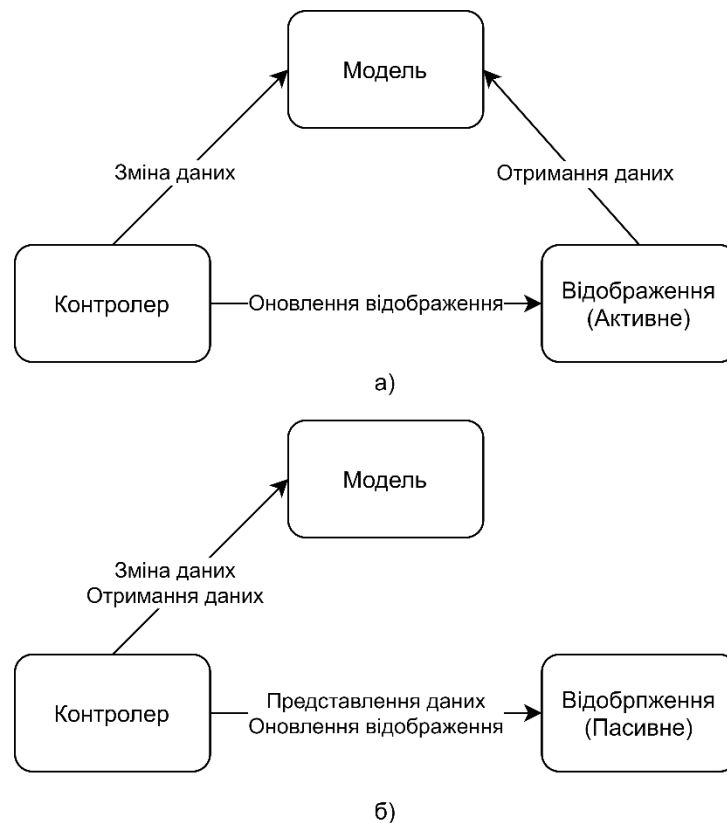 Модель
Зміна даних
Отримання даних
Контролер
Оновлення відображення
Відображення
(Активне)
а)
Модель
Зміна даних
Отримання даних
Контролер
Представлення даних
Оновлення відображення
Відобрпження
(Пасивне)
б)